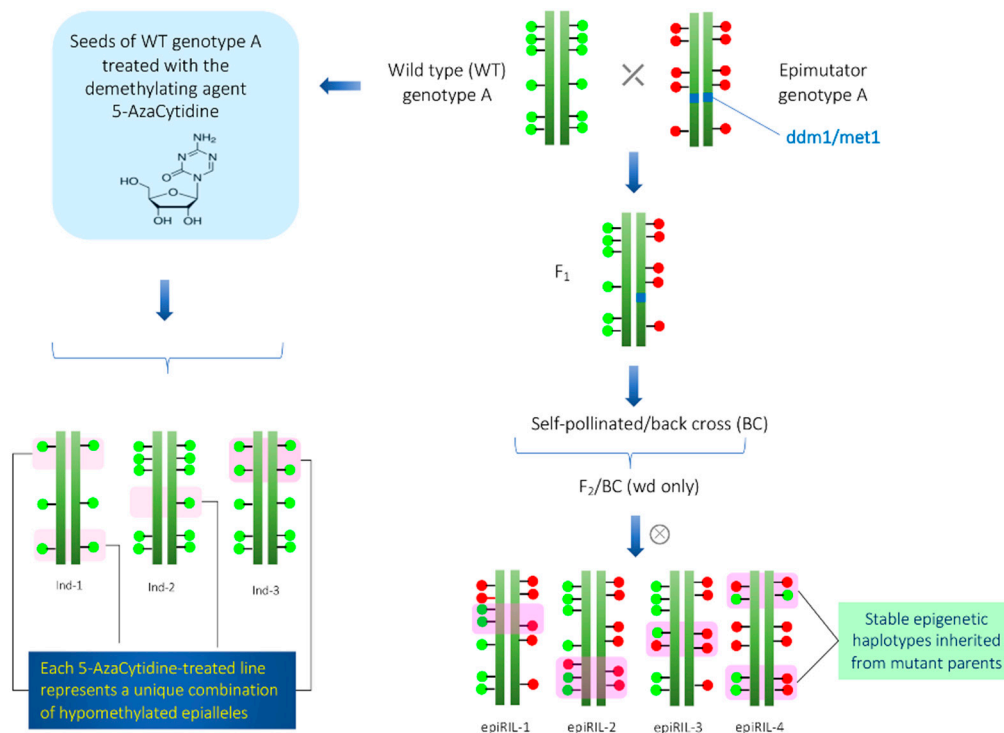 Seeds of WT genotype A
treated with the
demethylating agent
5-AzaCytidine
NH₂
N
N
O
N
HO
O
OH
OH
Wild type (WT)
genotype A
Epimutator
genotype A
ddm1/met1
F₁
Self-pollinated/back cross (BC)
F₂/BC (wd only)
Ind-1
Ind-2
Ind-3
Each 5-AzaCytidine-treated line
represents a unique combination
of hypomethylated epialleles
epiRIL-1
epiRIL-2
epiRIL-3
epiRIL-4
Stable epigenetic
haplotypes inherited
from mutant parents